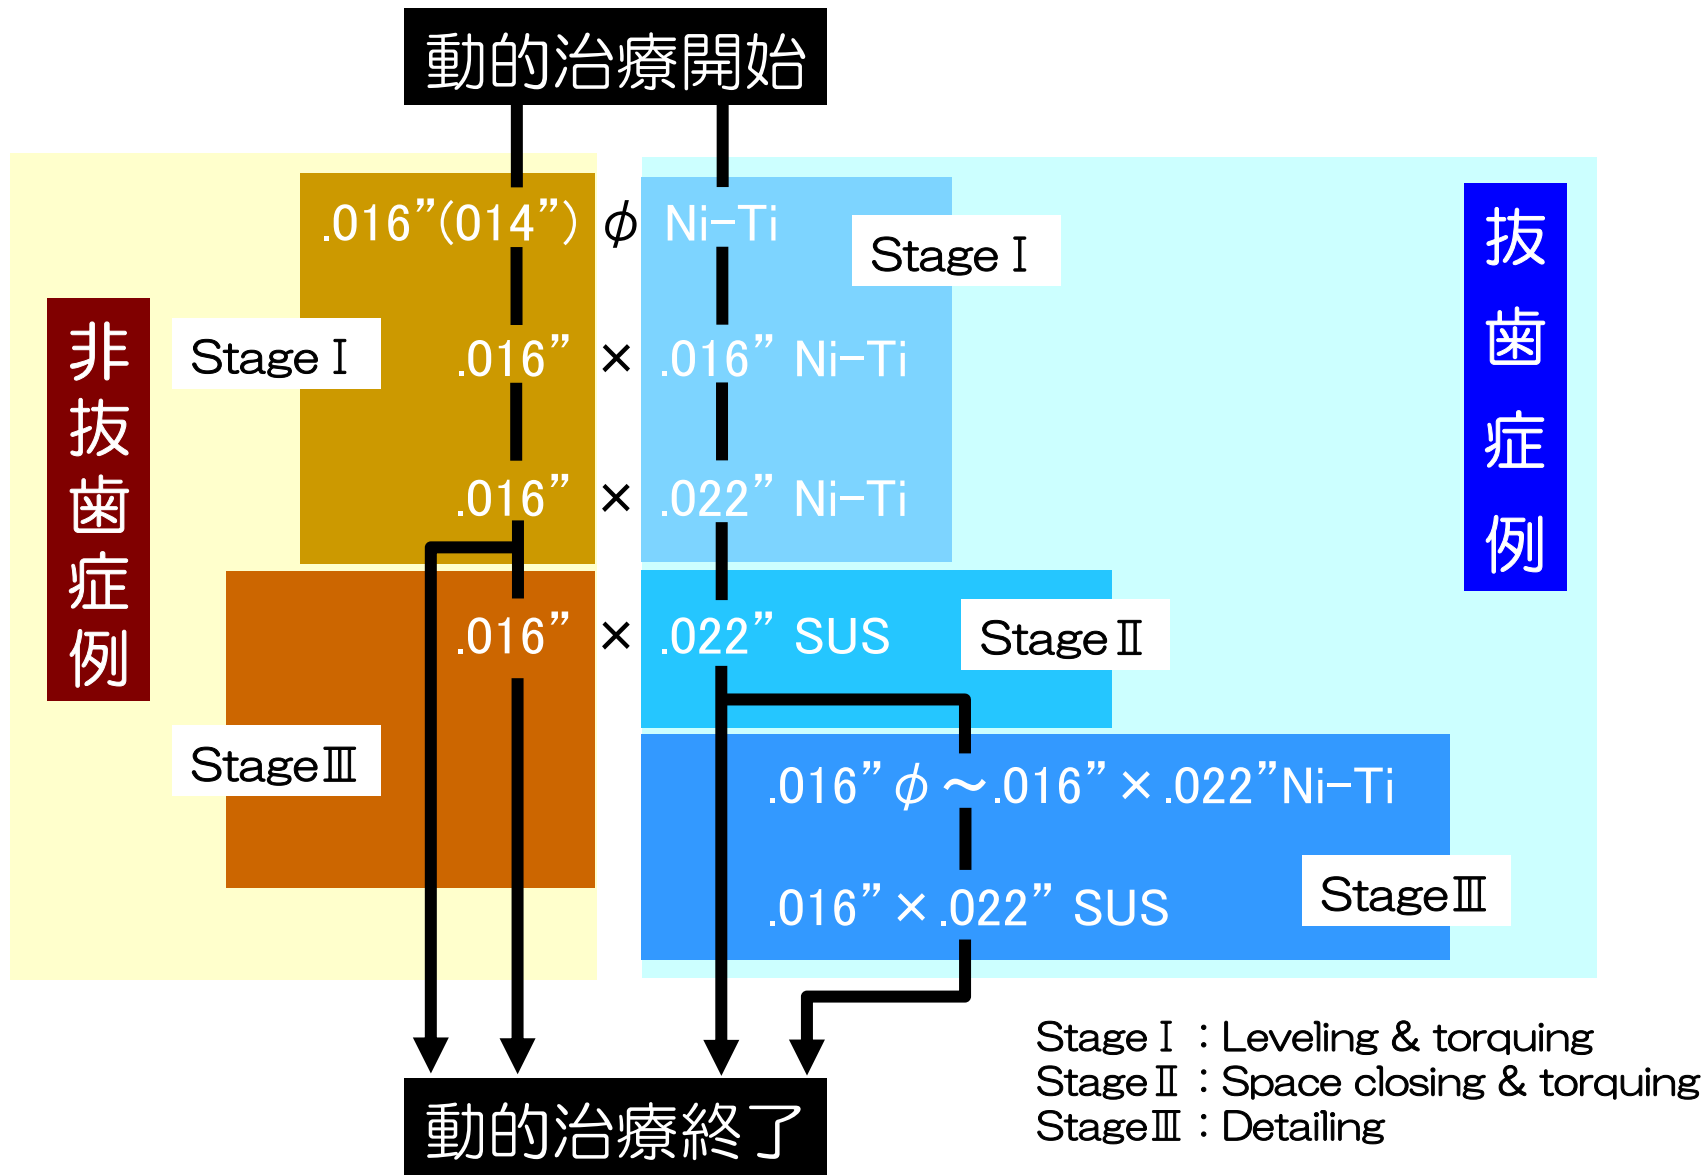 動的治療開始
.016”(014”) φ Ni-Ti
Stage Ⅰ
抜歯症例
非抜歯症例
Stage Ⅰ
.016” × .016” Ni-Ti
.016” × .022” Ni-Ti
.016” × .022” SUS
Stage Ⅱ
Stage Ⅲ
.016” φ ~ .016” × .022” Ni-Ti
.016” × .022” SUS
Stage Ⅲ
Stage Ⅰ : Leveling & torquing
Stage Ⅱ : Space closing & torquing
Stage Ⅲ : Detailing
動的治療終了